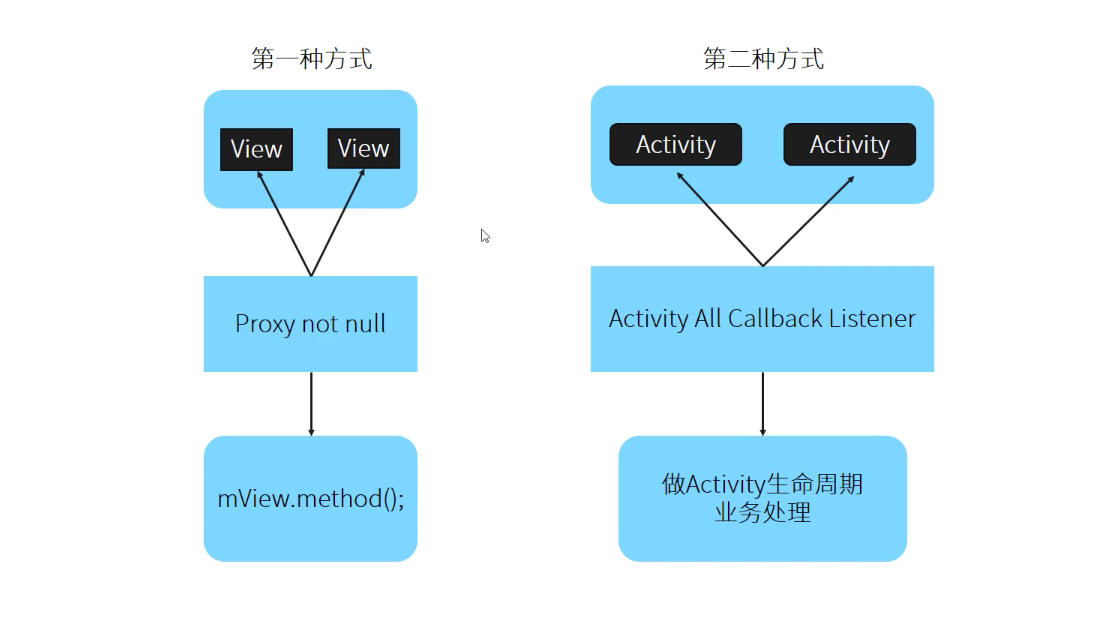 第一种方式
View
View
Proxy not null
mView.method();
第二种方式
Activity
Activity
Activity All Callback Listener
做Activity生命周期
业务处理